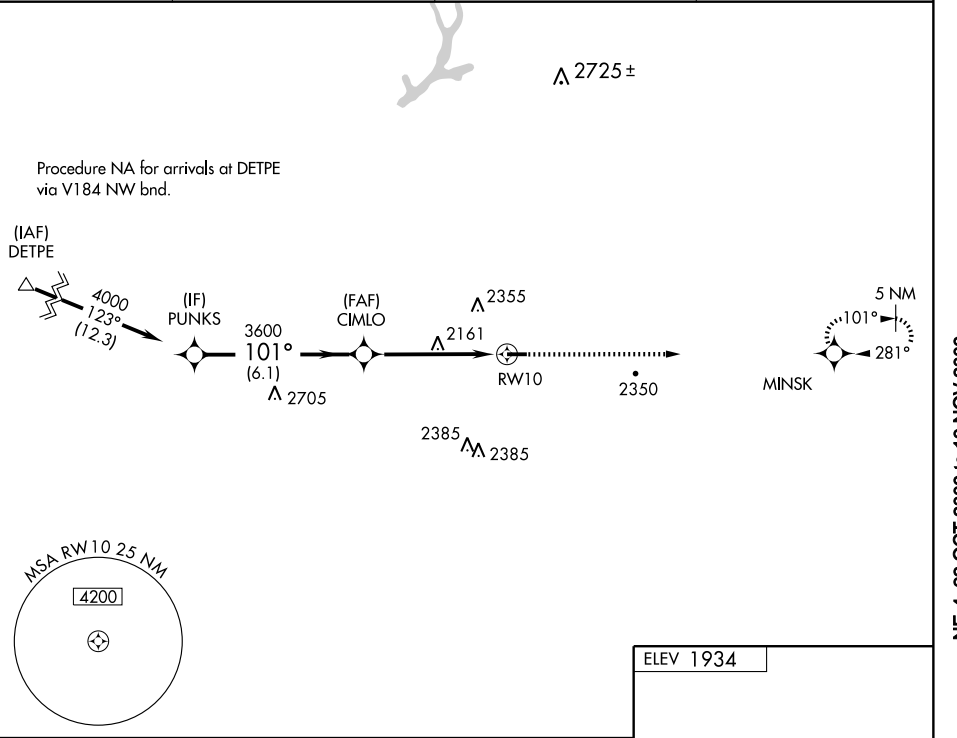 2725 ±
Procedure NA for arrivals at DETPE
via V184 NW bnd.
(IAF)
DETPE
4000
123°
(12.3)
(IF)
PUNKS
3600
101°
(6.1)
2705
(FAF)
CIMLO
2355
2161
RW10
2350
2385
2385
MINSK
5 NM
101°
281°
MSA RW10 25 NM
4200
ELEV 1934